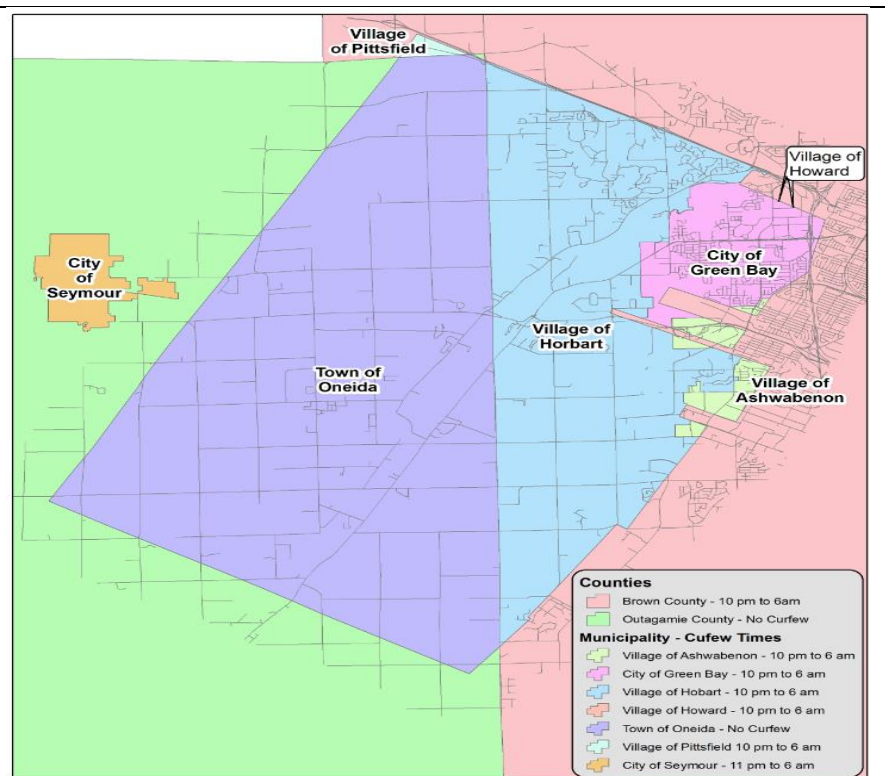 Village
of Pittsfield
Village of
Howard
City of
Green Bay
City
of
Seymour
Village of
Horbart
Town of
Oneida
Village of
Ashwabenon
Counties
Brown County - 10 pm to 6am
Outagamie County - No Curfew
Municipality - Cufew Times
Village of Ashwabenon - 10 pm to 6 am
City of Green Bay - 10 pm to 6 am
Village of Hobart - 10 pm to 6 am
Village of Howard - 10 pm to 6 am
Town of Oneida - No Curfew
Village of Pittsfield 10 pm to 6 am
City of Seymour - 11 pm to 6 am